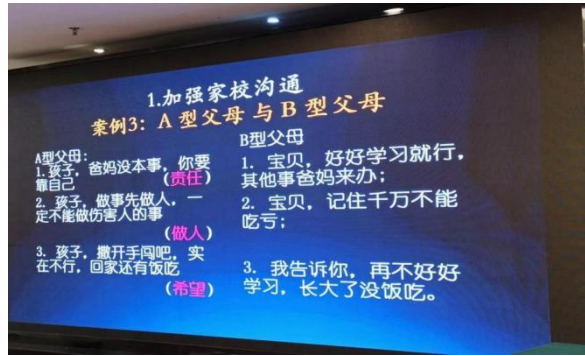 1.加强家校沟通
案例3：A型父母与B型父母
A型父母：
1.孩子，爸妈没本事，你要
靠自己 （责任）
2. 孩子，做事先做人，一
定不能做伤害人的事
（做人）
3. 孩子，撒开手闯吧，实
在不行，回家还有饭吃
（希望）
B型父母
1. 宝贝，好好学习就行，
其他事爸妈来办；
2. 宝贝，记住千万不能
吃亏；
3. 我告诉你，再不好好
学习，长大了没饭吃。